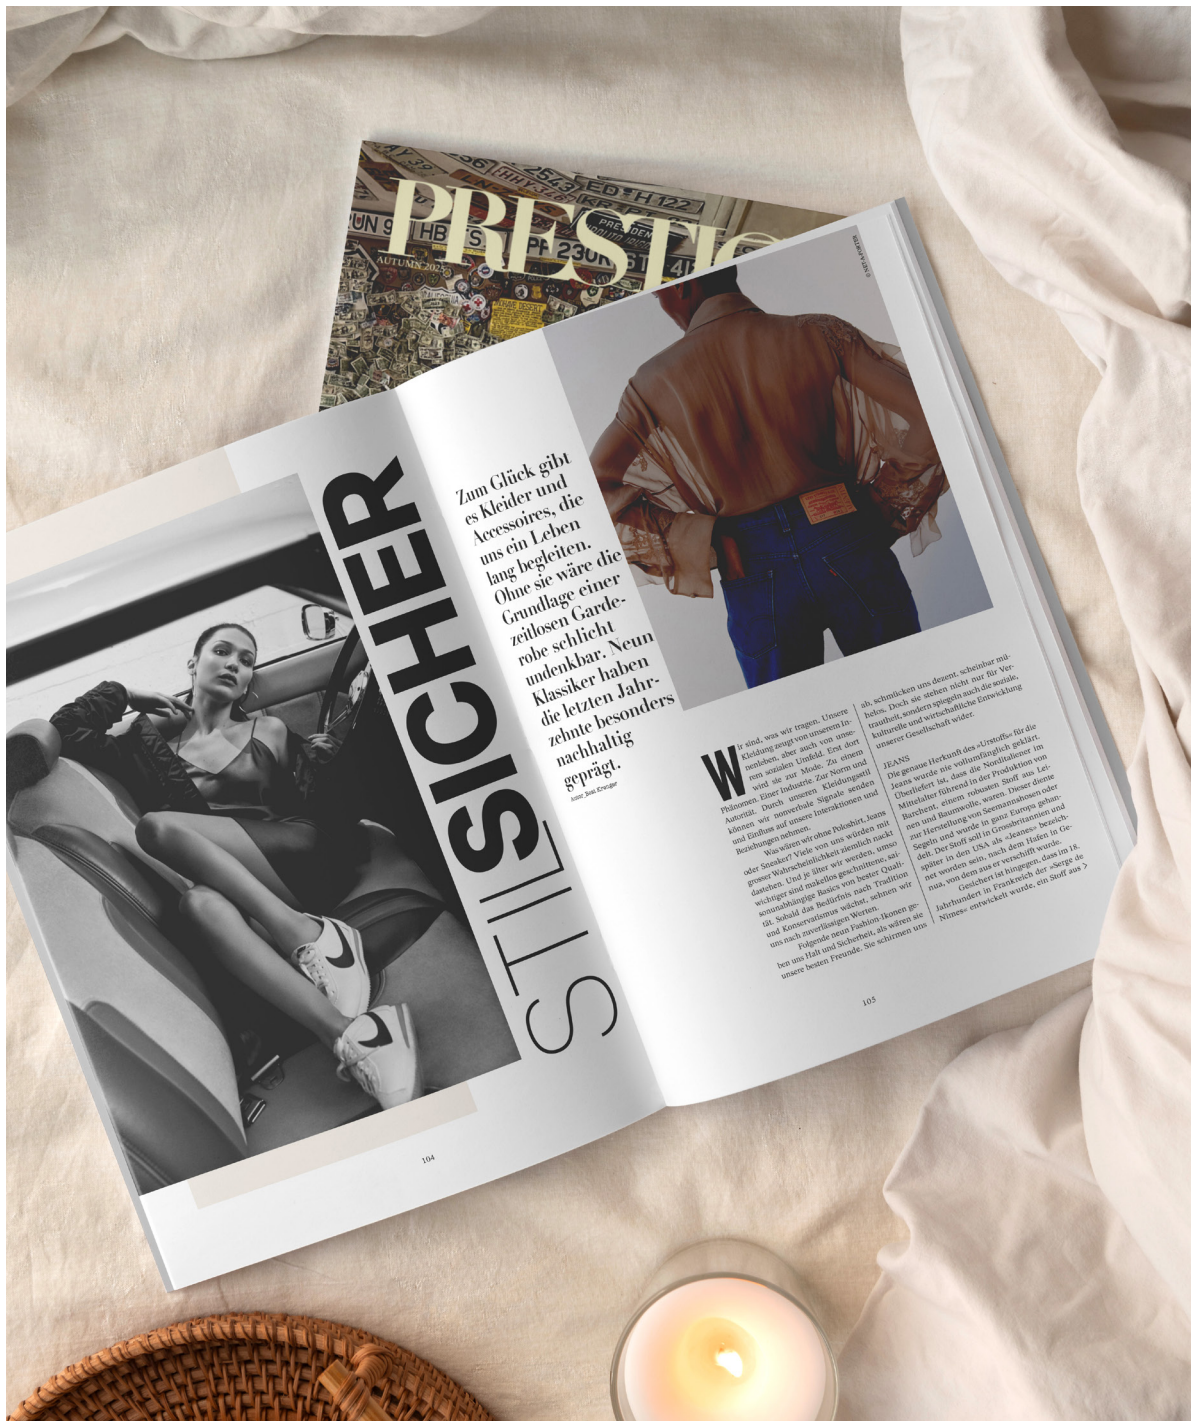 PRESTIG
AUTUMN 2025
STILSICHER
Zum Glück gibt
es Kleider und
Accessoires, die
uns ein Leben
lang begleiten.
Ohne sie wäre die
Grundlage einer
zeitlosen Garde-
robe schlicht
undenkbar. Neun
Klassiker haben
die letzten Jahr-
zehnte besonders
nachhaltig
geprägt.
© NET-A-PORTER
Wir sind, was wir tragen. Unsere
Kleidung zeugt von unserem In-
nenleben, aber auch vom unse-
rem sozialen Umfeld. Erst dort
wird sie zur Mode. Zu einem
Phänomen. Einer Industrie. Zur Norm und
Autorität. Durch unseren Kleidungsstil
können wir nonverbale Signale senden
und Einfluss auf unsere Interaktionen und
Beziehungen nehmen.
Was wären wir ohne Poloshirt, Jeans
oder Sneaker? Viele von uns würden mit
grosser Wahrscheinlichkeit ziemlich nackt
dastehen. Und je älter wir werden, umso
wichtiger sind makellos geschnittene, sai-
sonunabhängige Basics von bester Quali-
tät. Sobald das Bedürfnis nach Tradition
und Konservatismus wächst, sehnen wir
uns nach zuverlässigen Werten.
Folgende neun Fashion-Ikonen ge-
ben uns Halt und Sicherheit, als wären sie
unsere besten Freunde. Sie schirmen uns
ab, schmücken uns dezent, scheinbar mü-
helos. Doch sie stehen nicht nur für Ver-
trautheit, sondern spiegeln auch die soziale,
kulturelle und wirtschaftliche Entwicklung
unserer Gesellschaft wider.
JEANS
Die genaue Herkunft des »Urstoffs« für die
Jeans wurde nie vollumfänglich geklärt.
Überliefert ist, dass die Norditaliener im
Mittelalter führend in der Produktion von
Barchent, einem robusten Stoff aus Lei-
nen und Baumwolle, waren. Dieser diente
zur Herstellung von Seemannshosen oder
Segeln und wurde in ganz Europa gehan-
delt. Der Stoff soll in Grossbritannien und
später in den USA als »Jeanes« bezeich-
net worden sein, nach dem Hafen in Ge-
nua, von dem aus er verschifft wurde.
Gesichert ist hingegen, dass im 18.
Jahrhundert in Frankreich der »Serge de
Nimes« entwickelt wurde, ein Stoff aus >
104
105